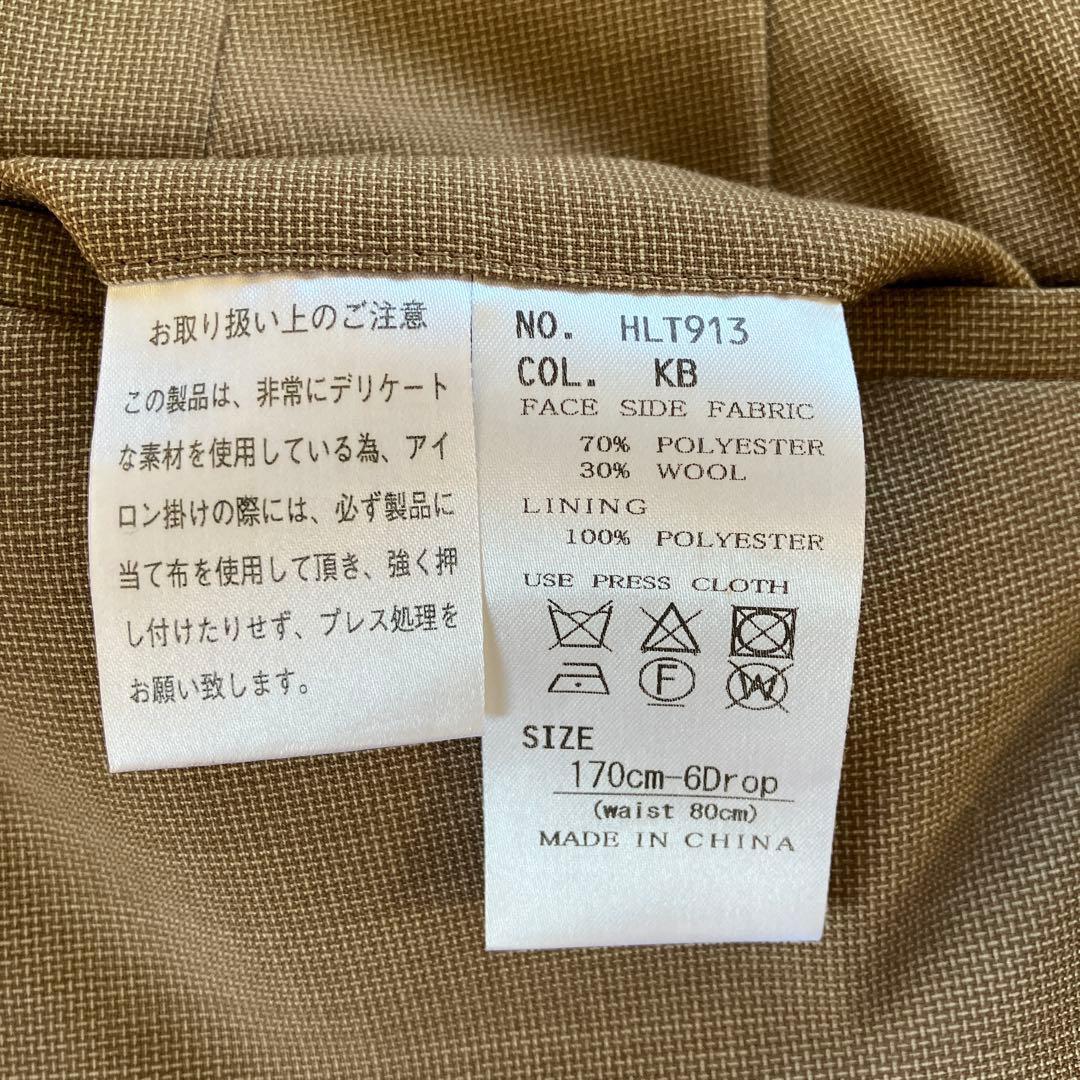 お取り扱い上のご注意
この製品は、非常にデリケート
な素材を使用している為、アイ
ロン掛けの際には、必ず製品に
当て布を使用して頂き、強く押
し付けたりせず、プレス処理を
お願い致します。
NO. HLT913
COL. KB
FACE SIDE FABRIC
70% POLYESTER
30% WOOL
LINING
100% POLYESTER
USE PRESS CLOTH
F W
SIZE
170cm-6Drop
(waist 80cm)
MADE IN CHINA